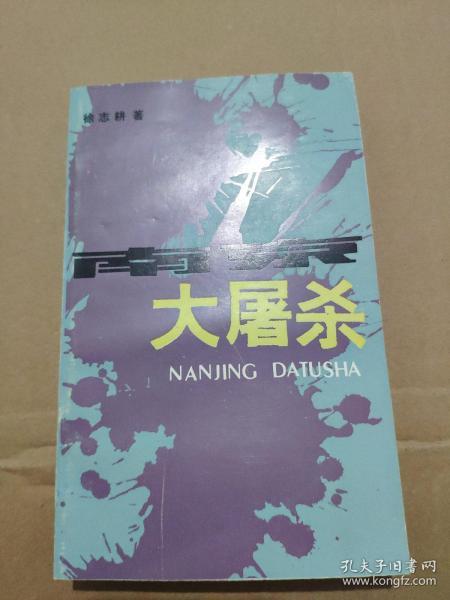 徐志耕 著
南京
大屠杀
NANJING DATUSHA
孔夫子旧书网
www.kongfz.com